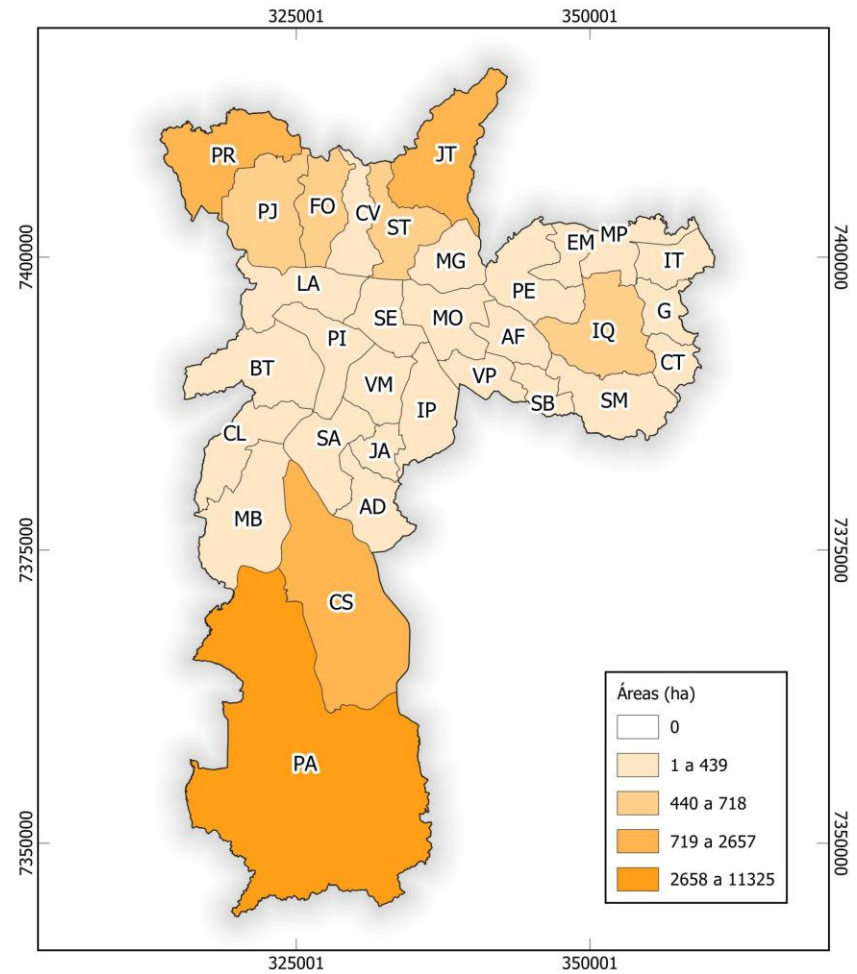 325001
350001
PR
JT
PJ
FO
CV
ST
7400000
MG
EM
MP
IT
7400000
LA
PE
SE
MO
G
PI
AF
IQ
BT
VM
VP
CT
IP
SB
SM
CL
SA
JA
MB
AD
7375000
7375000
CS
Áreas (ha)
0
1 a 439
PA
440 a 718
719 a 2657
7350000
7350000
2658 a 11325
325001
350001